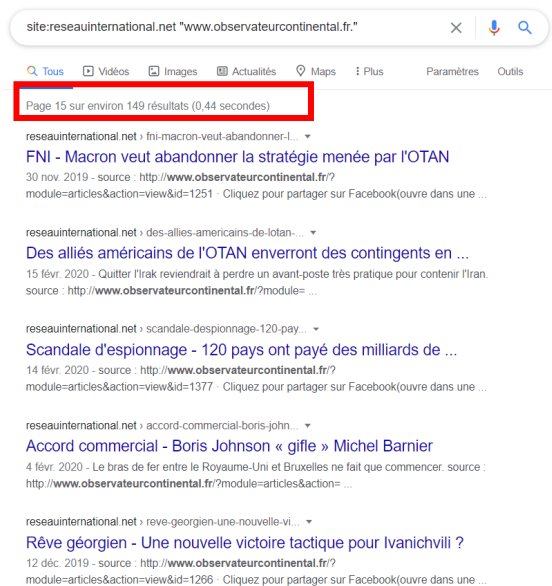 site:reseauinternational.net "www.observateurcontinental.fr."
Tous Vidéos Images Actualités Maps Plus Paramètres Outils
Page 15 sur environ 149 résultats (0,44 secondes)
reseauinternational.net › fni-macron-veut-abandonner-l...
FNI - Macron veut abandonner la stratégie menée par l'OTAN
30 nov. 2019 - source : http://www.observateurcontinental.fr/?
module=articles&action=view&id=1251 · Cliquez pour partager sur Facebook(ouvre dans une ...
reseauinternational.net › des-allies-americains-de-lotan-...
Des alliés américains de l'OTAN enverront des contingents en ...
15 févr. 2020 - Quitter l'Irak reviendrait à perdre un avant-poste très pratique pour contenir l'Iran.
source : http://www.observateurcontinental.fr/?module= ...
reseauinternational.net › scandale-despionnage-120-pay...
Scandale d'espionnage - 120 pays ont payé des milliards de ...
14 févr. 2020 - source : http://www.observateurcontinental.fr/?
module=articles&action=view&id=1377 · Cliquez pour partager sur Facebook(ouvre dans une ...
reseauinternational.net › accord-commercial-boris-john...
Accord commercial - Boris Johnson « gifle » Michel Barnier
4 févr. 2020 - Le bras de fer entre le Royaume-Uni et Bruxelles ne fait que commencer. source :
http://www.observateurcontinental.fr/?module=articles&action= ...
reseauinternational.net › reve-georgien-une-nouvelle-vi...
Rêve géorgien - Une nouvelle victoire tactique pour Ivanichvili ?
12 déc. 2019 - source : http://www.observateurcontinental.fr/?
module=articles&action=view&id=1266 · Cliquez pour partager sur Facebook(ouvre dans une ...